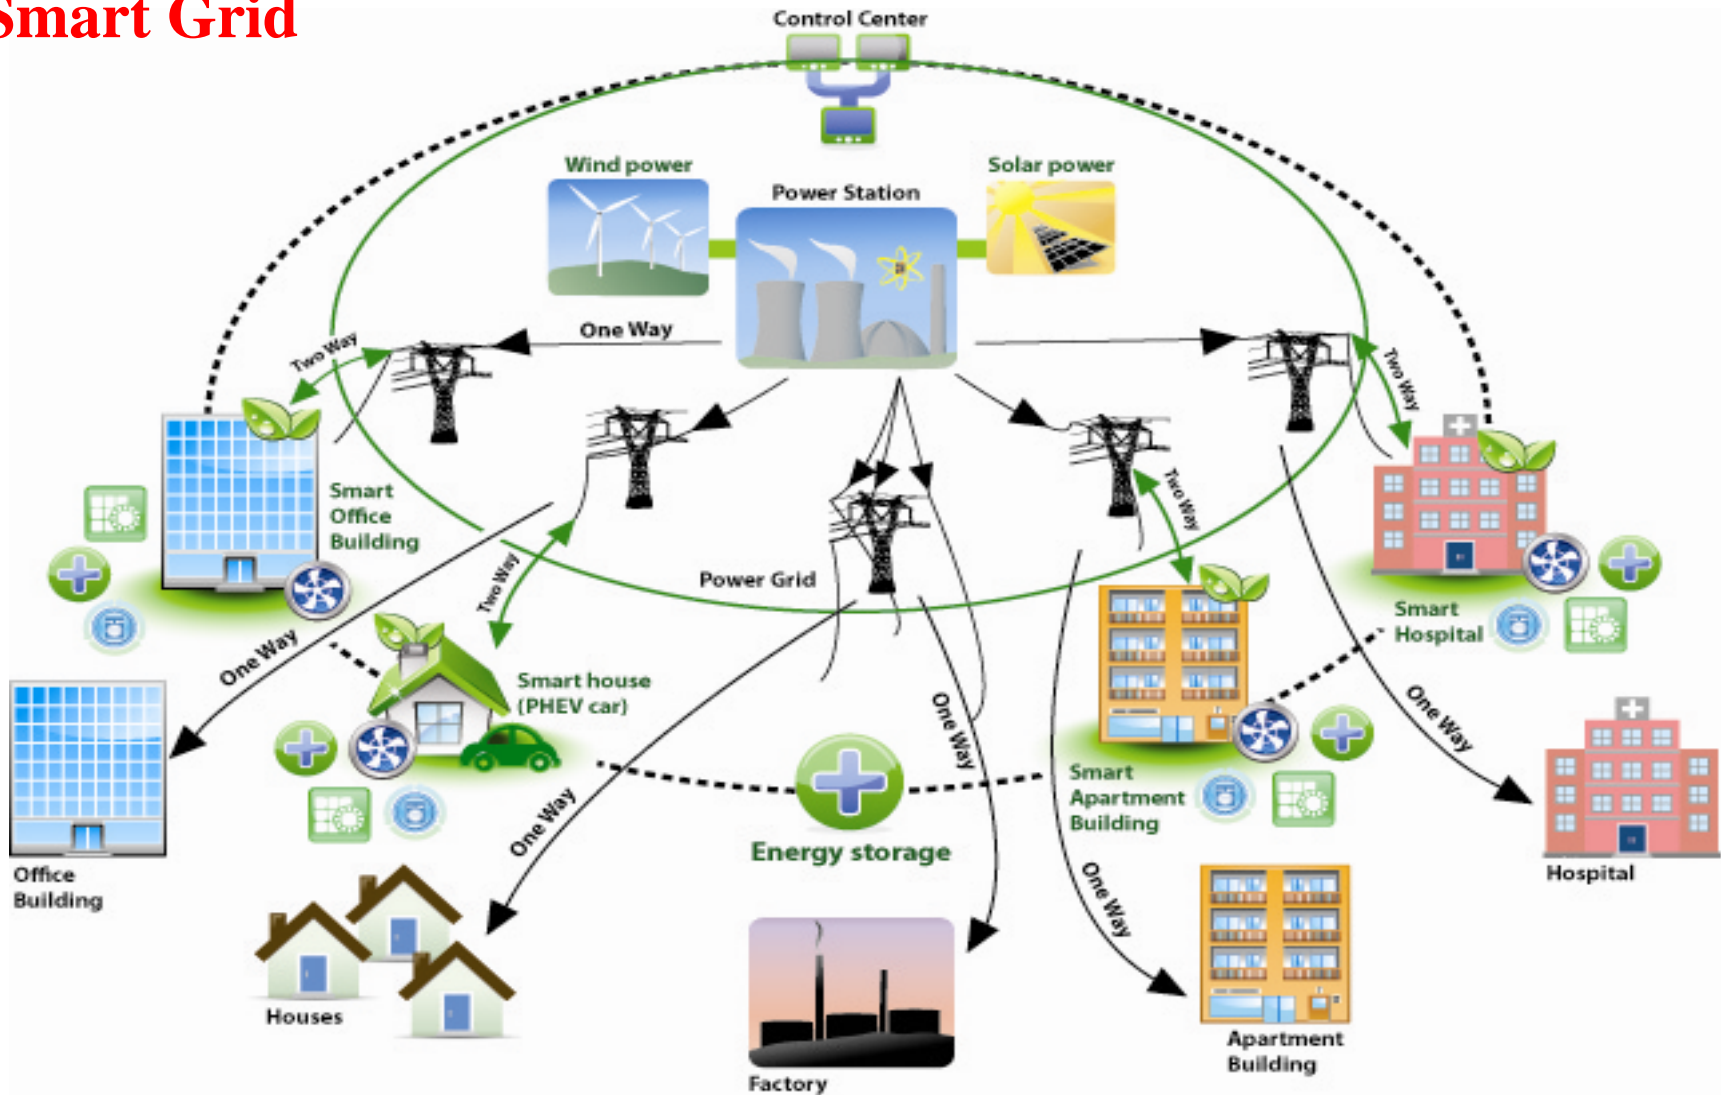 Smart Grid
Control Center
Wind power
Solar power
Power Station
One Way
Two Way
Two Way
Smart
Office
Building
Two Way
Two Way
Power Grid
Smart
Hospital
One Way
Smart house
(PHEV car)
One Way
One Way
Smart
Apartment
Building
One Way
Energy storage
One Way
Office
Building
Hospital
Houses
Factory
Apartment
Building